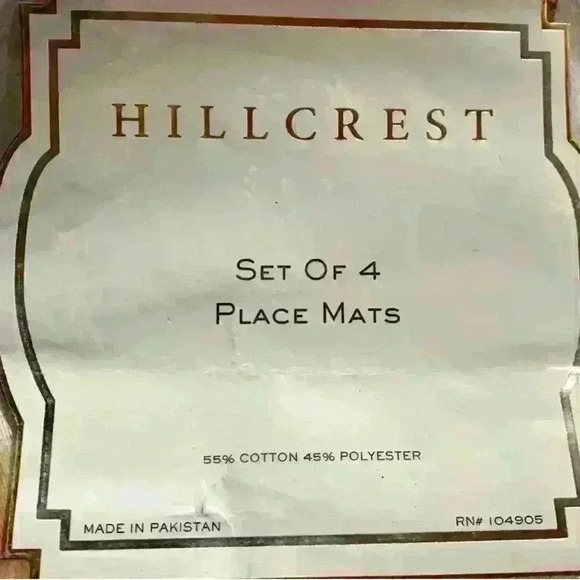 HILLCREST
SET OF 4
PLACE MATS
55% COTTON 45% POLYESTER
MADE IN PAKISTAN
RN# 104905